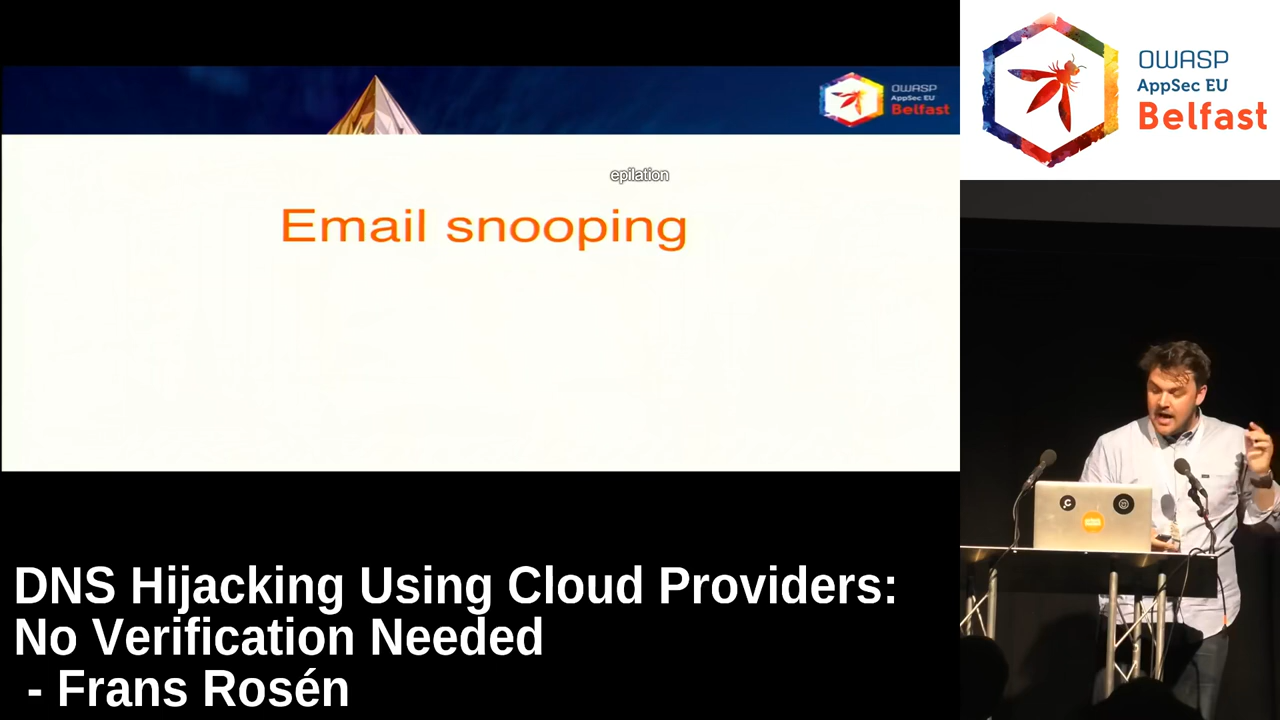 OWASP
AppSec EU
Belfast
epilation
Email snooping
OWASP
AppSec EU
Belfast
DNS Hijacking Using Cloud Providers:
No Verification Needed
- Frans Rosén